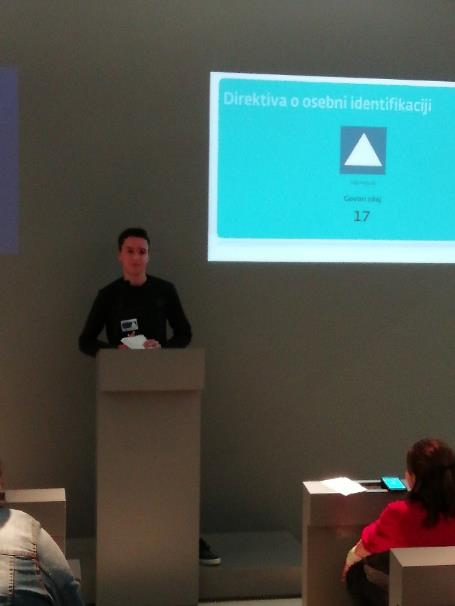 Direktiva o osebni identifikaciji
Govori zdaj
17